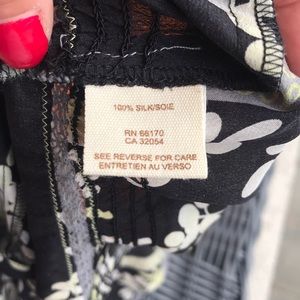 100% SILK/SOIE
RN 66170
CA 32054
SEE REVERSE FOR CARE
ENTRETIEN AU VERSO